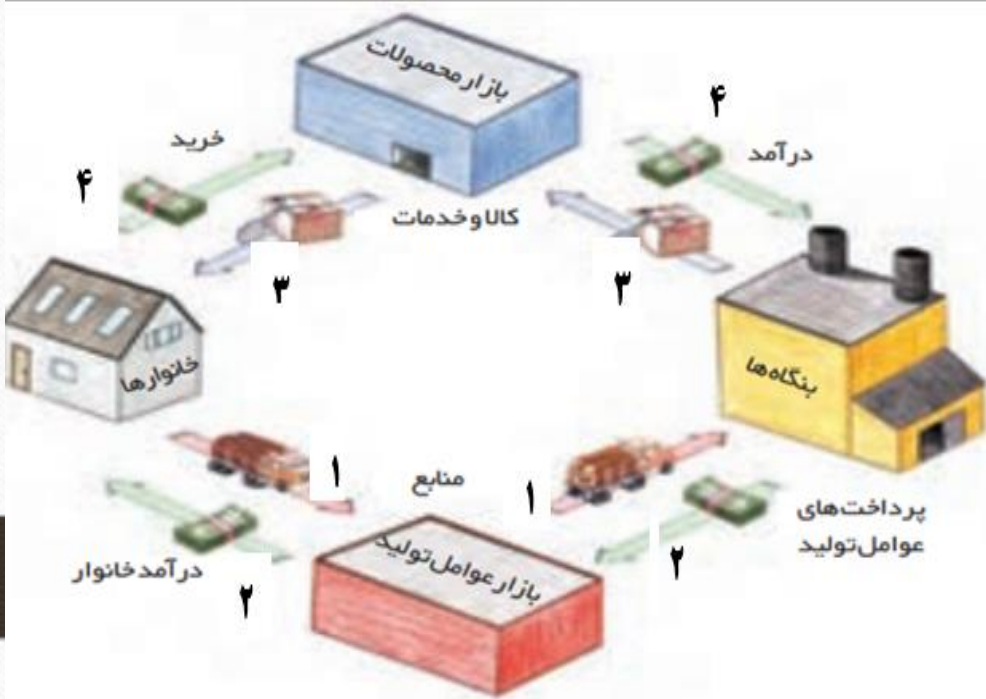 بازار محصولات
۴
درآمد
خرید
۴
کالا و خدمات
۳
۳
خانوارها
بنگاه‌ها
منابع
۱
۱
پرداخت‌های
عوامل تولید
۲
بازار عوامل تولید
درآمد خانوار
۲